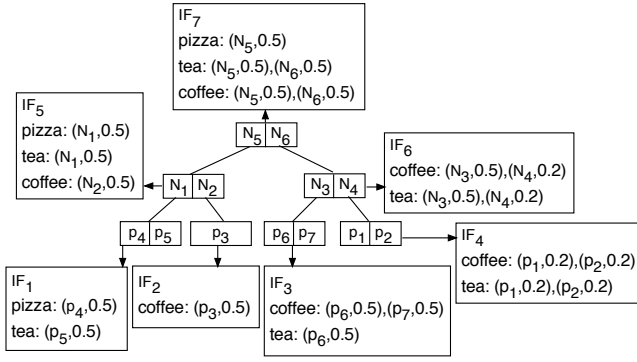 IF7
pizza: (N5,0.5)
tea: (N5,0.5),(N6,0.5)
coffee: (N5,0.5),(N6,0.5)
IF5
pizza: (N1,0.5)
tea: (N1,0.5)
coffee: (N2,0.5)
N5 N6
IF6
coffee: (N3,0.5),(N4,0.2)
tea: (N3,0.5),(N4,0.2)
N1 N2
N3 N4
p4 p5
p3
p6 p7
p1 p2
IF4
coffee: (p1,0.2),(p2,0.2)
tea: (p1,0.2),(p2,0.2)
IF1
pizza: (p4,0.5)
tea: (p5,0.5)
IF2
coffee: (p3,0.5)
IF3
coffee: (p6,0.5),(p7,0.5)
tea: (p6,0.5)